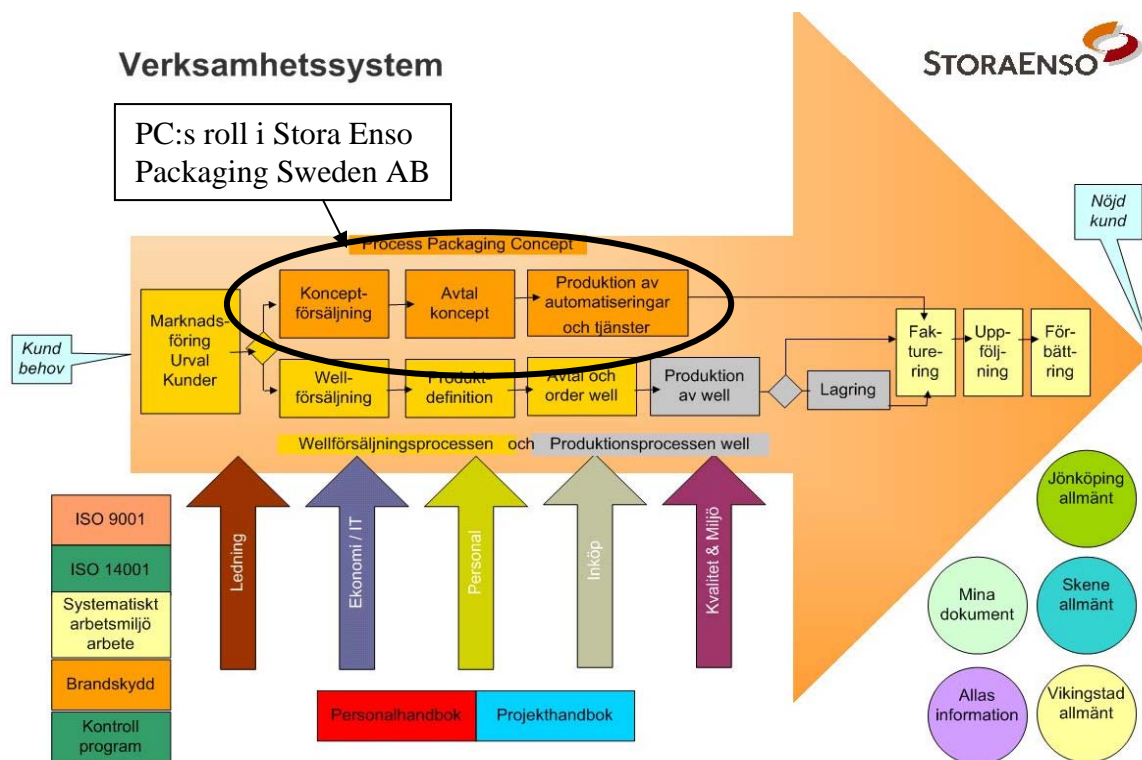 Verksamhetssystem
STORAENSO
PC:s roll i Stora Enso
Packaging Sweden AB
Nöjd
kund
Process Packaging Concept
Koncept-
försäljning
Avtal
koncept
Produktion av
automatiseringar
och tjänster
Kund
behov
Marknads-
föring
Urval
Kunder
Well-
försäljning
Produkt-
definition
Avtal och
order well
Produktion
av well
Lagring
Fak-
ture-
ring
Upp-
följ-
ning
För-
bätt-
ring
Wellförsäljningsprocessen och Produktionsprocessen well
Ledning
Ekonomi / IT
Personal
Inköp
Kvalitet & Miljö
ISO 9001
ISO 14001
Systematiskt
arbetsmiljö
arbete
Brandskydd
Kontroll
program
Personalhandbok
Projekthandbok
Jönköping
allmänt
Mina
dokument
Skene
allmänt
Allas
information
Vikingstad
allmänt